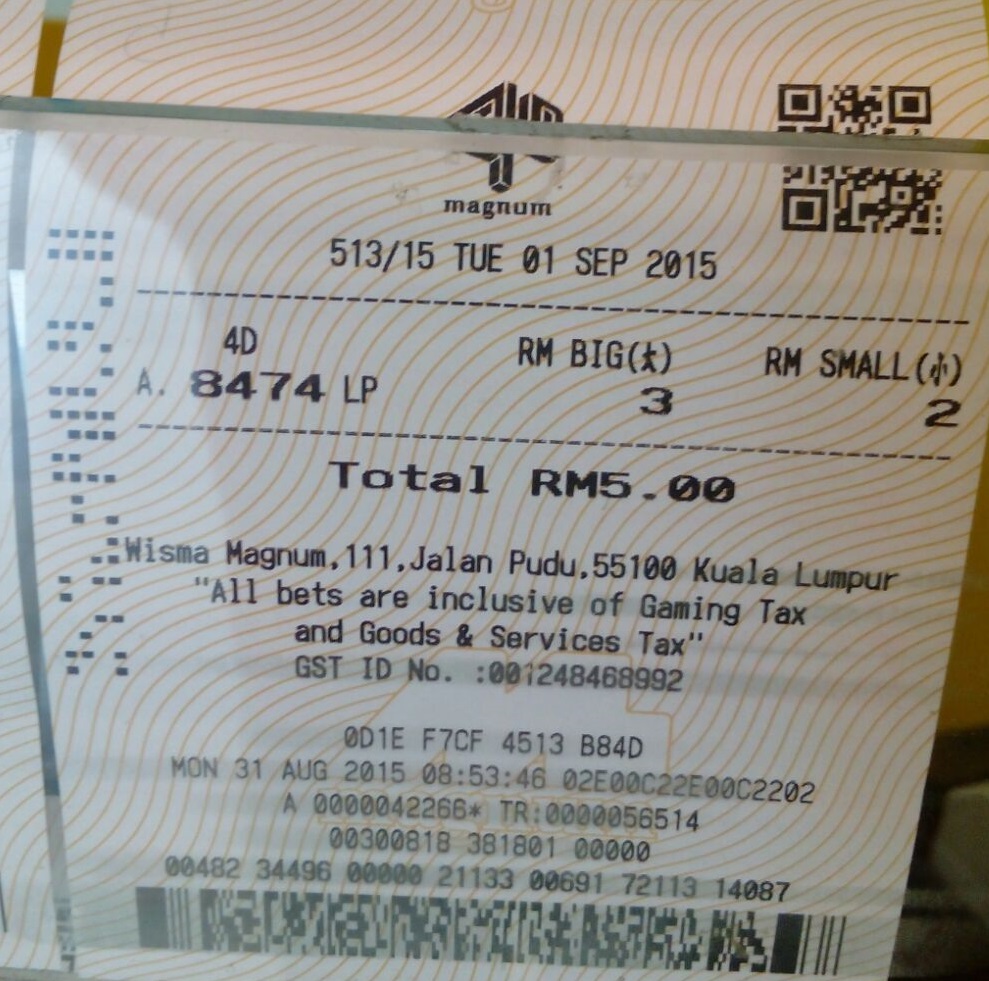 magnum
513/15 TUE 01 SEP 2015
4D RM BIG(大) RM SMALL(小)
A. 8474 LP 3 2
Total RM5.00
Wisma Magnum,111,Jalan Pudu,55100 Kuala Lumpur
"All bets are inclusive of Gaming Tax
and Goods & Services Tax"
GST ID No. :001248468992
0D1E F7CF 4513 B84D
MON 31 AUG 2015 08:53:46 02E00C22E00C2202
A 0000042266* TR:0000056514
00300818 381801 00000
00482 34496 00000 21133 00691 72113 14087